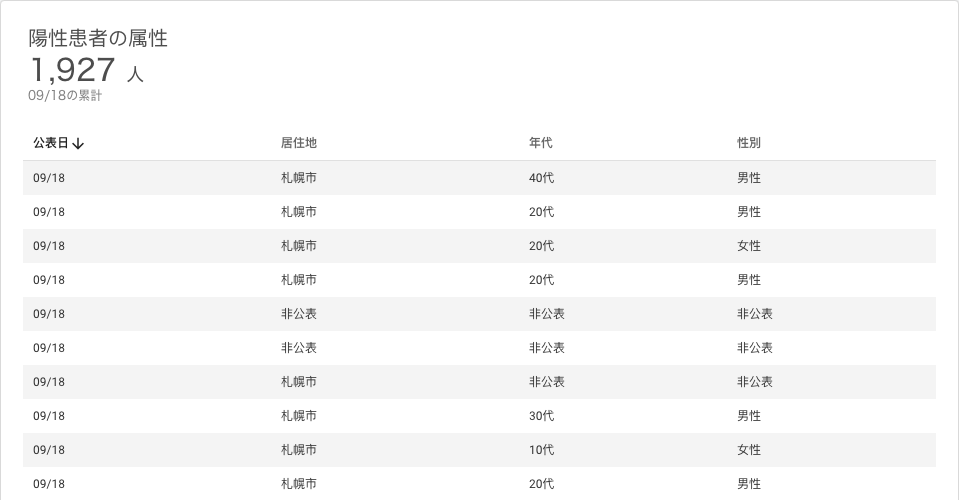 陽性患者の属性
1,927 人
09/18の累計
公表日↓ 居住地 年代 性別
09/18 札幌市 40代 男性
09/18 札幌市 20代 男性
09/18 札幌市 20代 女性
09/18 札幌市 20代 男性
09/18 非公表 非公表 非公表
09/18 非公表 非公表 非公表
09/18 札幌市 非公表 非公表
09/18 札幌市 30代 男性
09/18 札幌市 10代 女性
09/18 札幌市 20代 男性